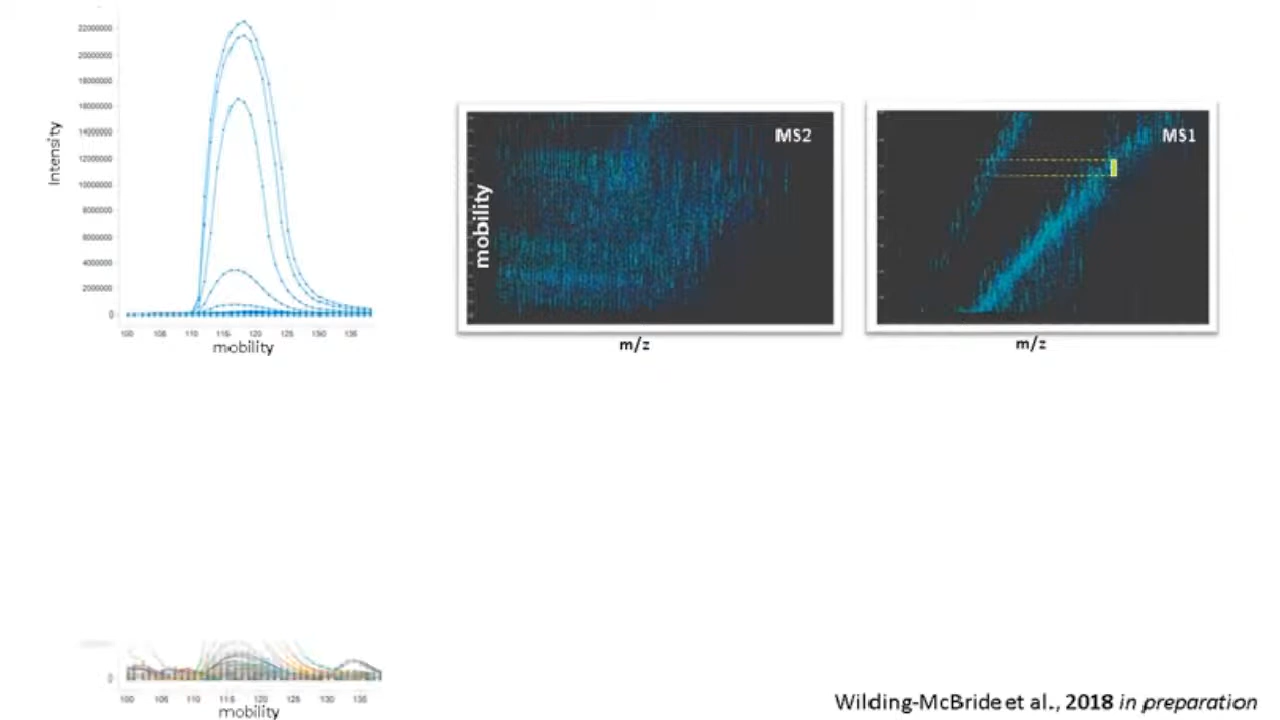 22000000
20000000
18000000
16000000
14000000
12000000
10000000
8000000
6000000
4000000
2000000
0
Intensity
100 105 110 115 120 125 130 135
mobility
MS2
mobility
m/z
MS1
m/z
0
100 105 110 115 120 130 135
mobility
Wilding-McBride et al., 2018 in preparation